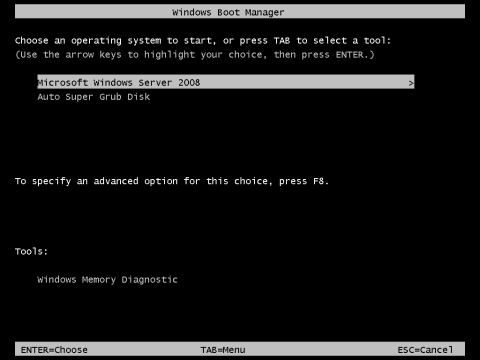 Windows Boot Manager
Choose an operating system to start, or press TAB to select a tool:
(Use the arrow keys to highlight your choice, then press ENTER.)
Microsoft Windows Server 2008 >
Auto Super Grub Disk
To specify an advanced option for this choice, press F8.
Tools:
Windows Memory Diagnostic
ENTER=Choose TAB=Menu ESC=Cancel